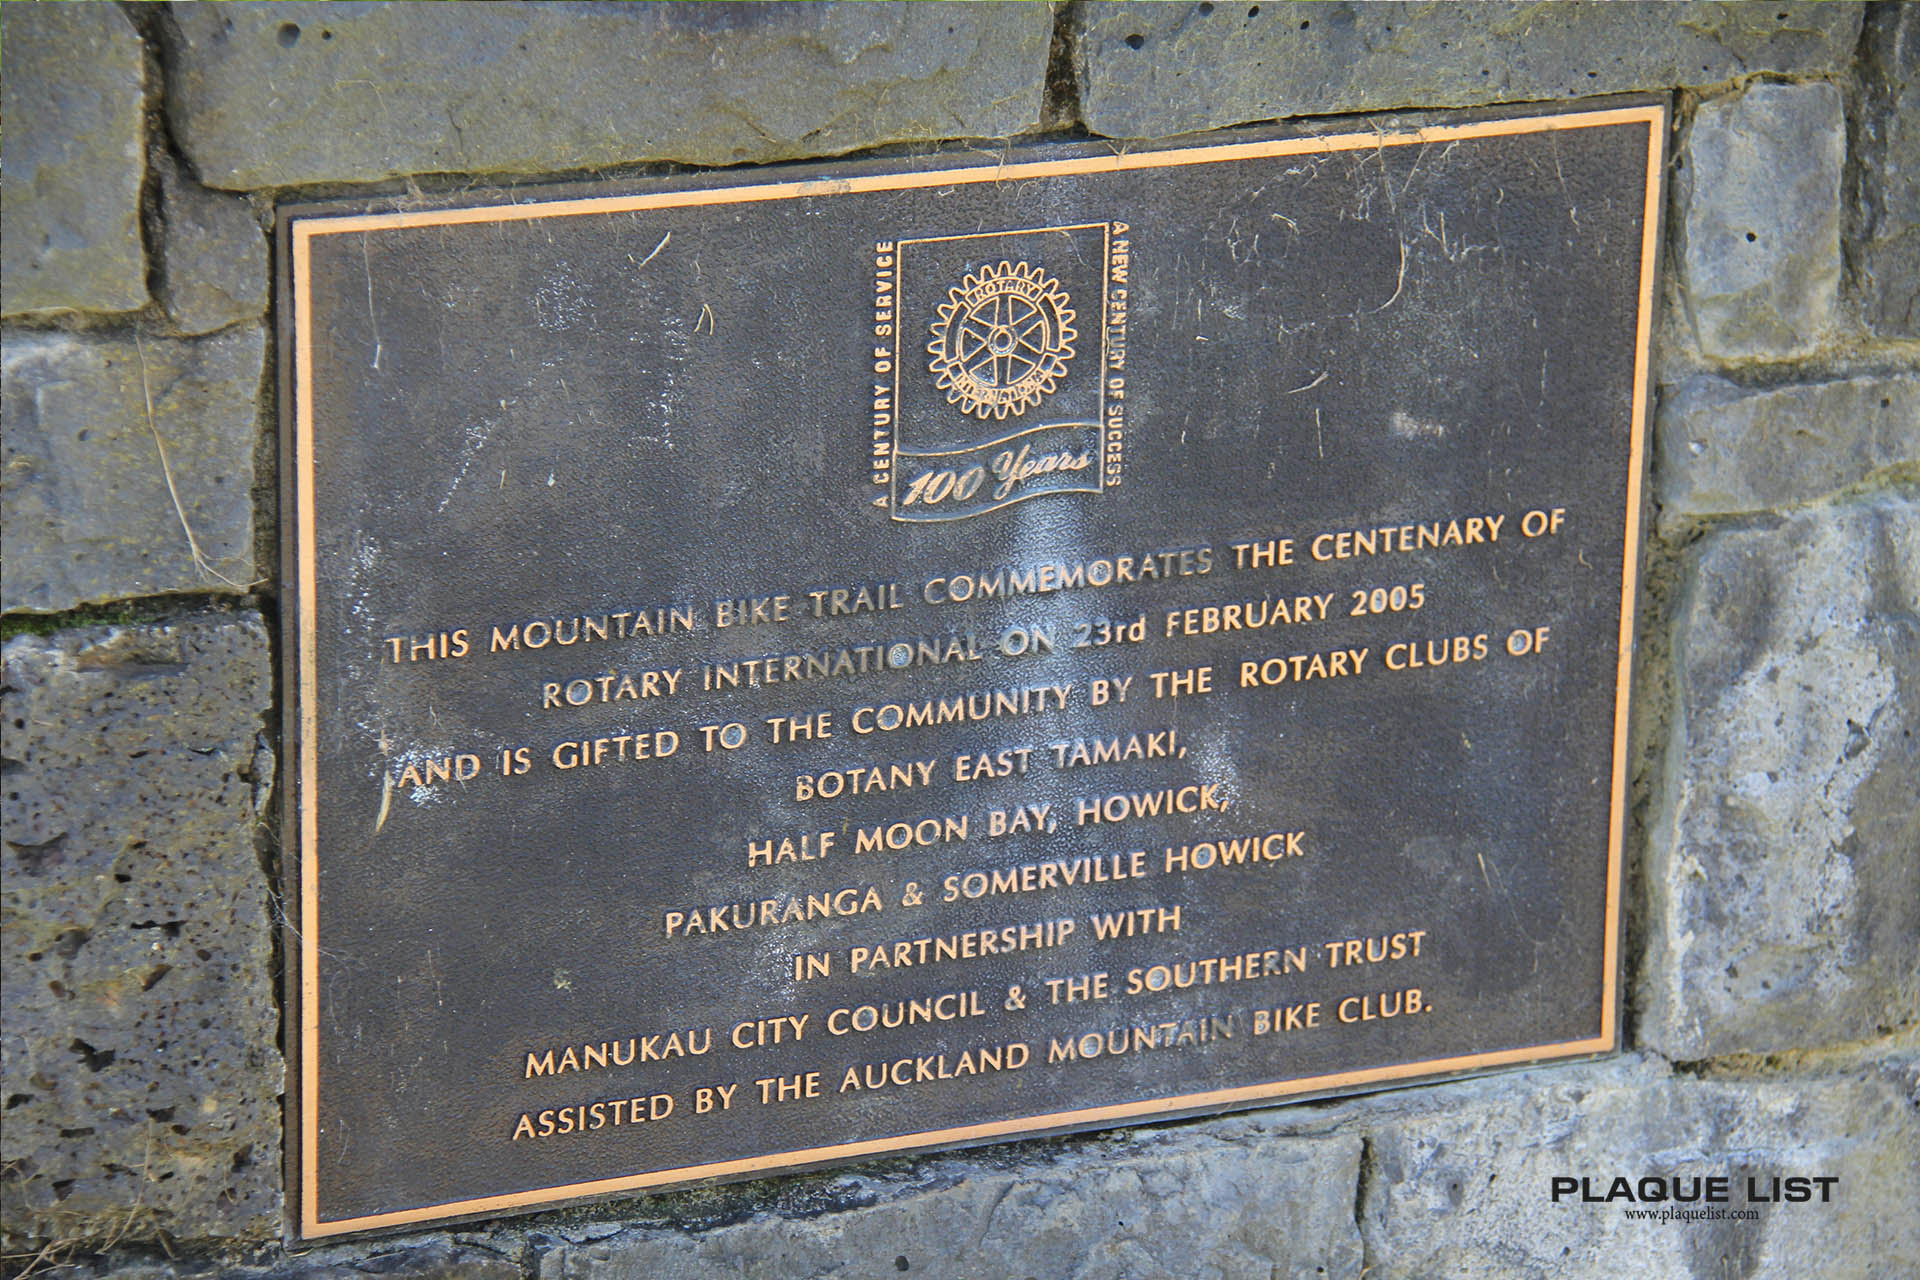 A CENTURY OF SERVICE
A NEW CENTURY OF SUCCESS
ROTARY
INTERNATIONAL
100 Years
THIS MOUNTAIN BIKE TRAIL COMMEMORATES THE CENTENARY OF
ROTARY INTERNATIONAL ON 23rd FEBRUARY 2005
AND IS GIFTED TO THE COMMUNITY BY THE ROTARY CLUBS OF
BOTANY EAST TAMAKI,
HALF MOON BAY, HOWICK,
PAKURANGA & SOMERVILLE HOWICK
IN PARTNERSHIP WITH
MANUKAU CITY COUNCIL & THE SOUTHERN TRUST
ASSISTED BY THE AUCKLAND MOUNTAIN BIKE CLUB.
PLAQUE LIST
www.plaquelist.com